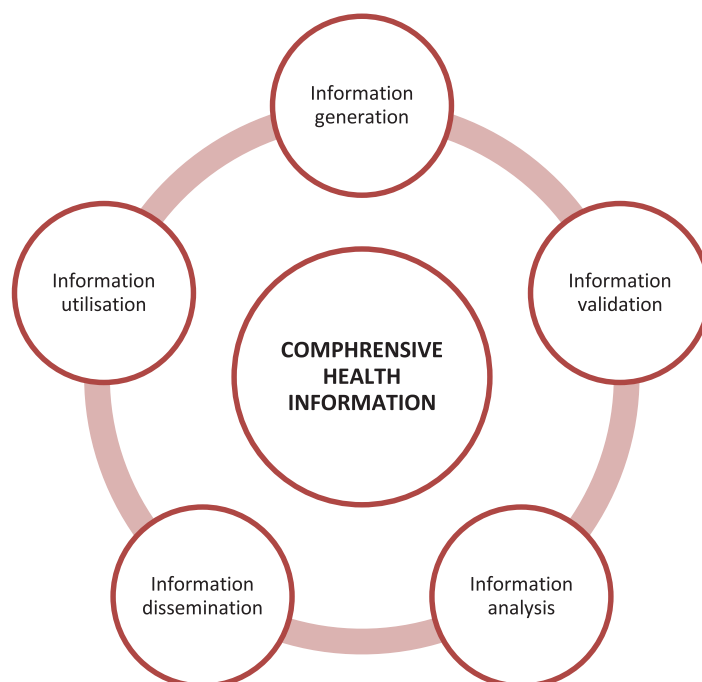 Information
generation
Information
utilisation
Information
validation
COMPHRENSIVE
HEALTH
INFORMATION
Information
dissemination
Information
analysis